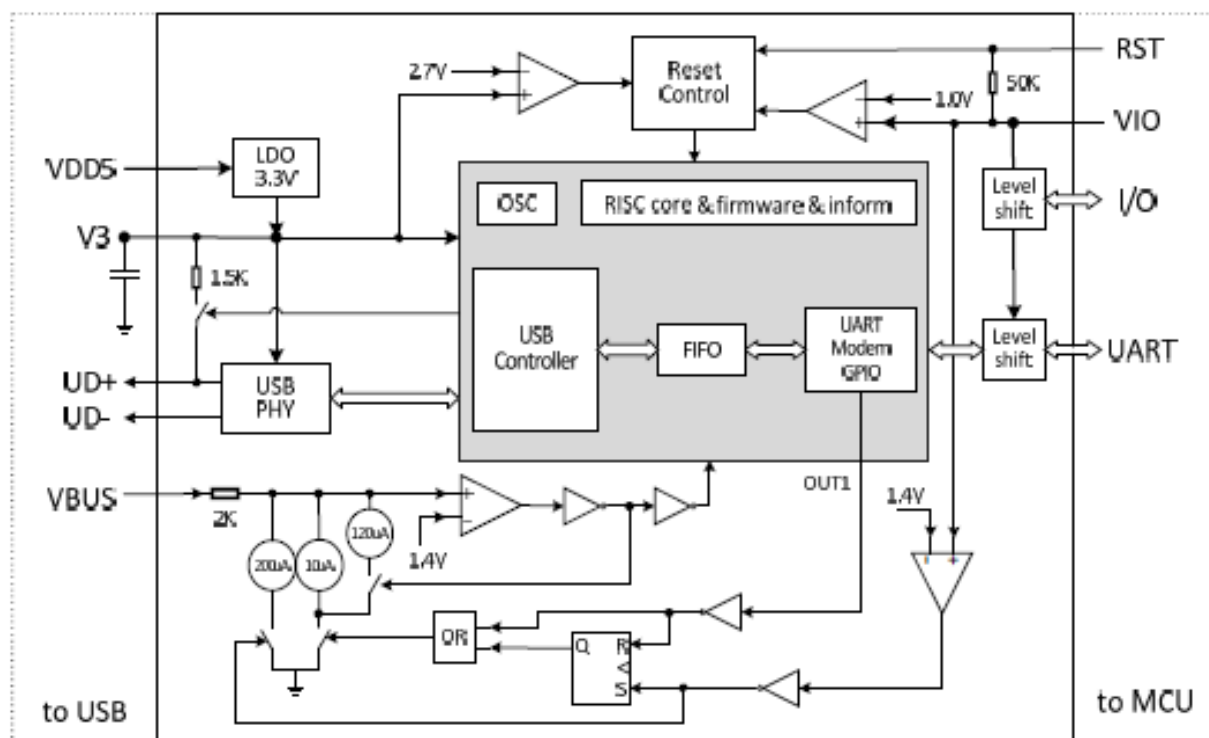 RST
2.7V
−
+
Reset
Control
50K
−
1.0V
+
VIO
VDD5
LDO
3.3V
iOSC
RISC core & firmware & inform
Level
shift
I/O
V3
1.5K
USB
Controller
FIFO
UART
Modem
GPIO
Level
shift
UART
UD+
UD-
USB
PHY
VBUS
2K
+
−
1.4V
OUT1
1.4V
120uA
200uA
10uA
-
+
OR
Q
R
S
to USB
to MCU